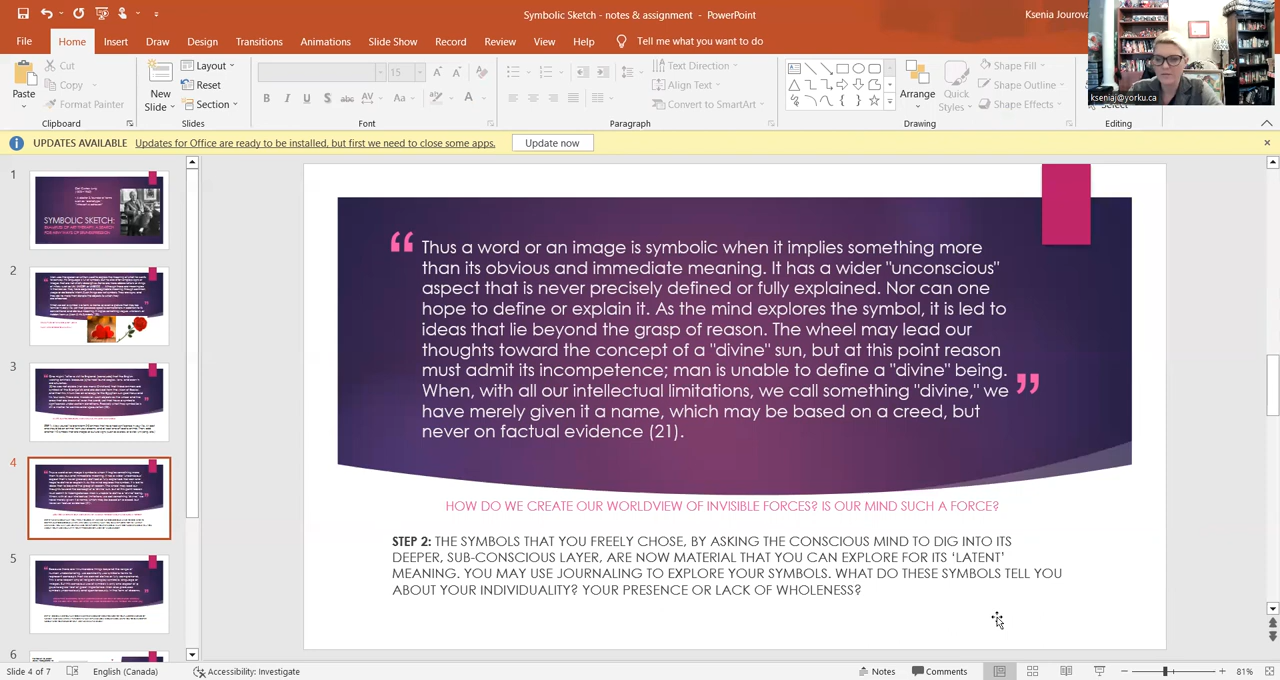 Symbolic Sketch - notes & assignment - PowerPoint
Ksenia Jourova
File Home Insert Draw Design Transitions Animations Slide Show Record Review View Help Tell me what you want to do
Paste
Cut
Copy
Format Painter
Clipboard
New
Slide
Layout
Reset
Section
Slides
15
Font
Text Direction
Align Text
Convert to SmartArt
Paragraph
Arrange
Quick
Styles
Shape Fill
Shape Outline
Shape Effects
Drawing
Select
Editing
kseniaj@yorku.ca
UPDATES AVAILABLE Updates for Office are ready to be installed, but first we need to close some apps. Update now
1
SYMBOLIC SKETCH:
2
3
4
5
6
“ Thus a word or an image is symbolic when it implies something more
than its obvious and immediate meaning. It has a wider "unconscious"
aspect that is never precisely defined or fully explained. Nor can one
hope to define or explain it. As the mind explores the symbol, it is led to
ideas that lie beyond the grasp of reason. The wheel may lead our
thoughts toward the concept of a "divine" sun, but at this point reason
must admit its incompetence; man is unable to define a "divine" being.
When, with all our intellectual limitations, we call something "divine," we ”
have merely given it a name, which may be based on a creed, but
never on factual evidence (21).
HOW DO WE CREATE OUR WORLDVIEW OF INVISIBLE FORCES? IS OUR MIND SUCH A FORCE?
STEP 2: THE SYMBOLS THAT YOU FREELY CHOSE, BY ASKING THE CONSCIOUS MIND TO DIG INTO ITS
DEEPER, SUB-CONSCIOUS LAYER, ARE NOW MATERIAL THAT YOU CAN EXPLORE FOR ITS ‘LATENT’
MEANING. YOU MAY USE JOURNALING TO EXPLORE YOUR SYMBOLS. WHAT DO THESE SYMBOLS TELL YOU
ABOUT YOUR INDIVIDUALITY? YOUR PRESENCE OR LACK OF WHOLENESS?
Slide 4 of 7 English (Canada) Accessibility: Investigate Notes Comments 81%